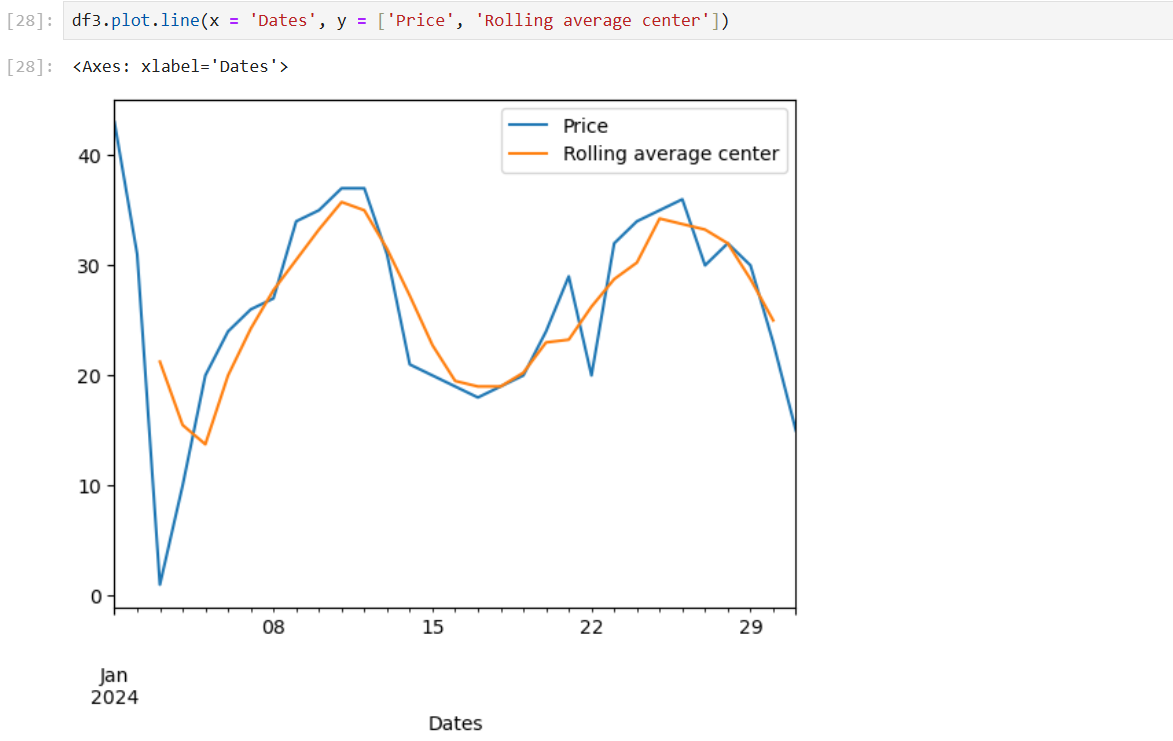 [28]: df3.plot.line(x = 'Dates', y = ['Price', 'Rolling average center'])
[28]: <Axes: xlabel='Dates'>
Price
Rolling average center
40
30
20
10
0
08 15 22 29
Jan
2024
Dates